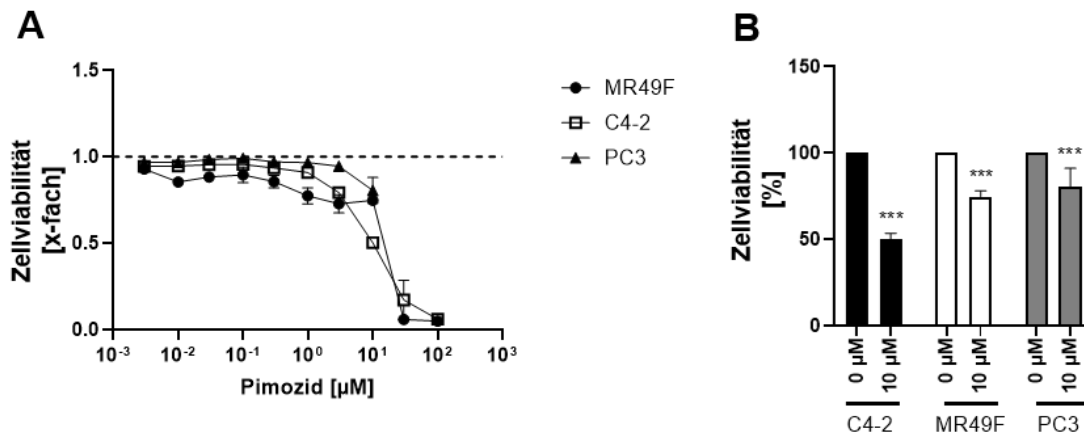 A
Zellviabilität
[x-fach]
1.5
1.0
0.5
0.0
10⁻³
10⁻²
10⁻¹
10⁰
10¹
10²
10³
Pimozid [µM]
MR49F
C4-2
PC3
B
Zellviabilität
[%]
150
100
50
0
***
***
***
0 µM
10 µM
0 µM
10 µM
0 µM
10 µM
C4-2
MR49F
PC3